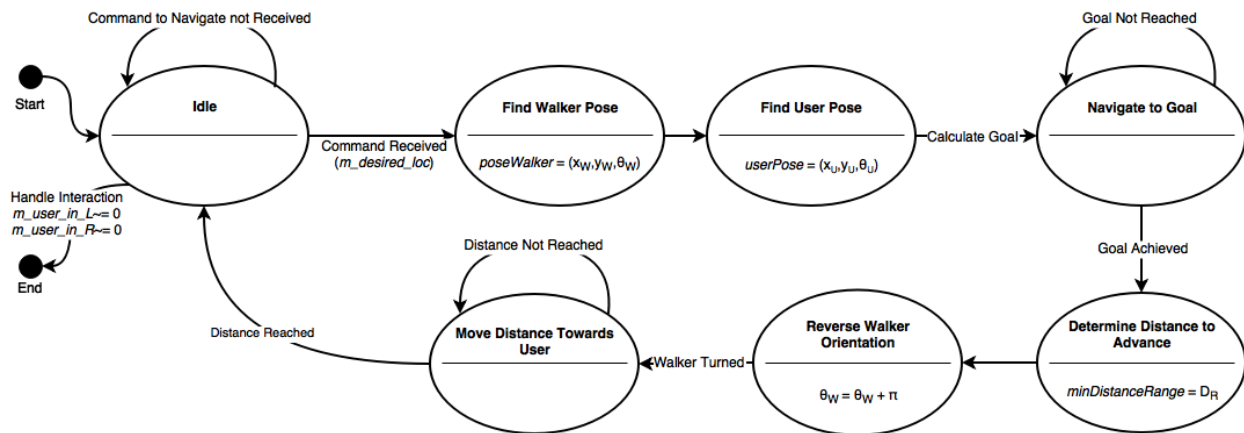 Command to Navigate not Received
Goal Not Reached
Start
Idle
Find Walker Pose
Find User Pose
Navigate to Goal
Command Received
(m_desired_loc)
poseWalker = (xW,yW,θW)
userPose = (xU,yU,θU)
Calculate Goal
Handle Interaction
m_user_in_L~= 0
m_user_in_R~= 0
End
Distance Not Reached
Goal Achieved
Distance Reached
Move Distance Towards
User
Walker Turned
Reverse Walker
Orientation
θW = θW + π
Determine Distance to
Advance
minDistanceRange = DR